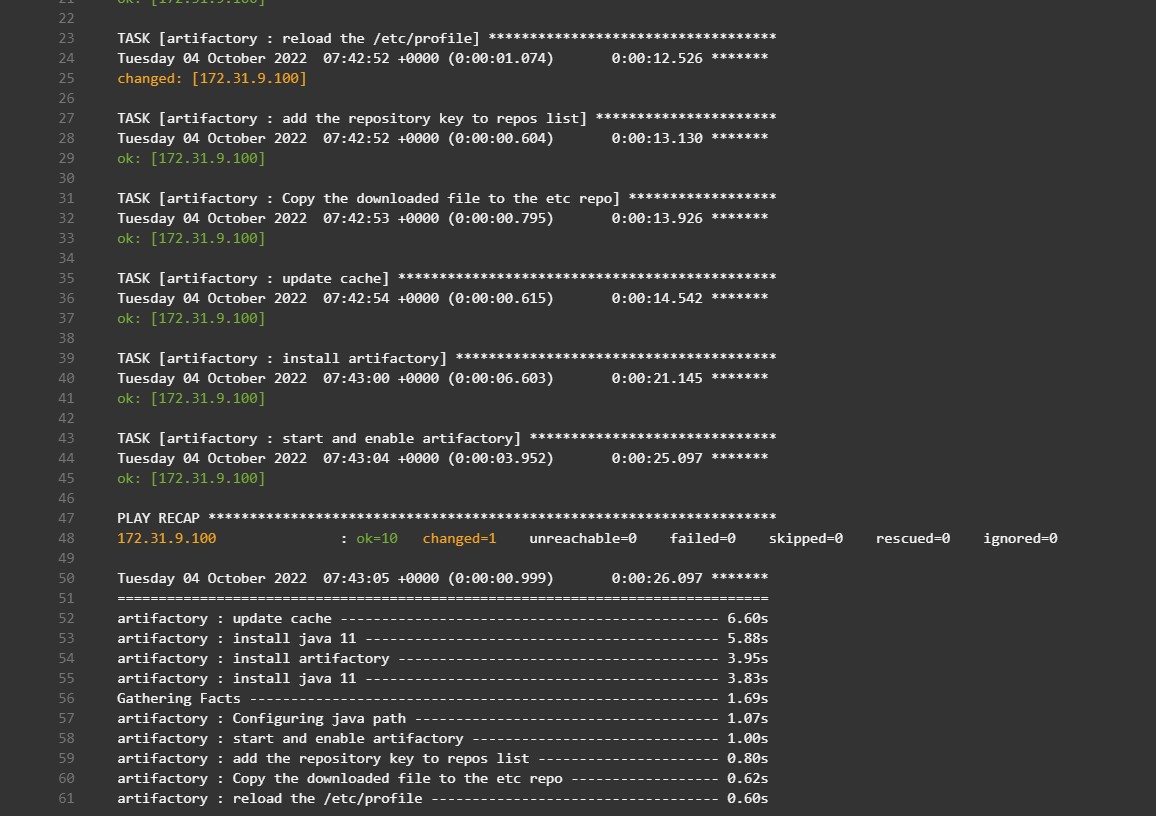 21 ok: [172.31.9.100]
22
23 TASK [artifactory : reload the /etc/profile] ***********************************
24 Tuesday 04 October 2022  07:42:52 +0000 (0:00:01.074)       0:00:12.526 *******
25 changed: [172.31.9.100]
26
27 TASK [artifactory : add the repository key to repos list] **********************
28 Tuesday 04 October 2022  07:42:52 +0000 (0:00:00.604)       0:00:13.130 *******
29 ok: [172.31.9.100]
30
31 TASK [artifactory : Copy the downloaded file to the etc repo] ******************
32 Tuesday 04 October 2022  07:42:53 +0000 (0:00:00.795)       0:00:13.926 *******
33 ok: [172.31.9.100]
34
35 TASK [artifactory : update cache] **********************************************
36 Tuesday 04 October 2022  07:42:54 +0000 (0:00:00.615)       0:00:14.542 *******
37 ok: [172.31.9.100]
38
39 TASK [artifactory : install artifactory] ***************************************
40 Tuesday 04 October 2022  07:43:00 +0000 (0:00:06.603)       0:00:21.145 *******
41 ok: [172.31.9.100]
42
43 TASK [artifactory : start and enable artifactory] ******************************
44 Tuesday 04 October 2022  07:43:04 +0000 (0:00:03.952)       0:00:25.097 *******
45 ok: [172.31.9.100]
46
47 PLAY RECAP *********************************************************************
48 172.31.9.100               : ok=10   changed=1    unreachable=0    failed=0    skipped=0    rescued=0    ignored=0
49
50 Tuesday 04 October 2022  07:43:05 +0000 (0:00:00.999)       0:00:26.097 *******
51 ===============================================================================
52 artifactory : update cache ---------------------------------------------- 6.60s
53 artifactory : install java 11 ------------------------------------------- 5.88s
54 artifactory : install artifactory --------------------------------------- 3.95s
55 artifactory : install java 11 ------------------------------------------- 3.83s
56 Gathering Facts --------------------------------------------------------- 1.69s
57 artifactory : Configuring java path ------------------------------------- 1.07s
58 artifactory : start and enable artifactory ------------------------------ 1.00s
59 artifactory : add the repository key to repos list ---------------------- 0.80s
60 artifactory : Copy the downloaded file to the etc repo ------------------ 0.62s
61 artifactory : reload the /etc/profile ----------------------------------- 0.60s